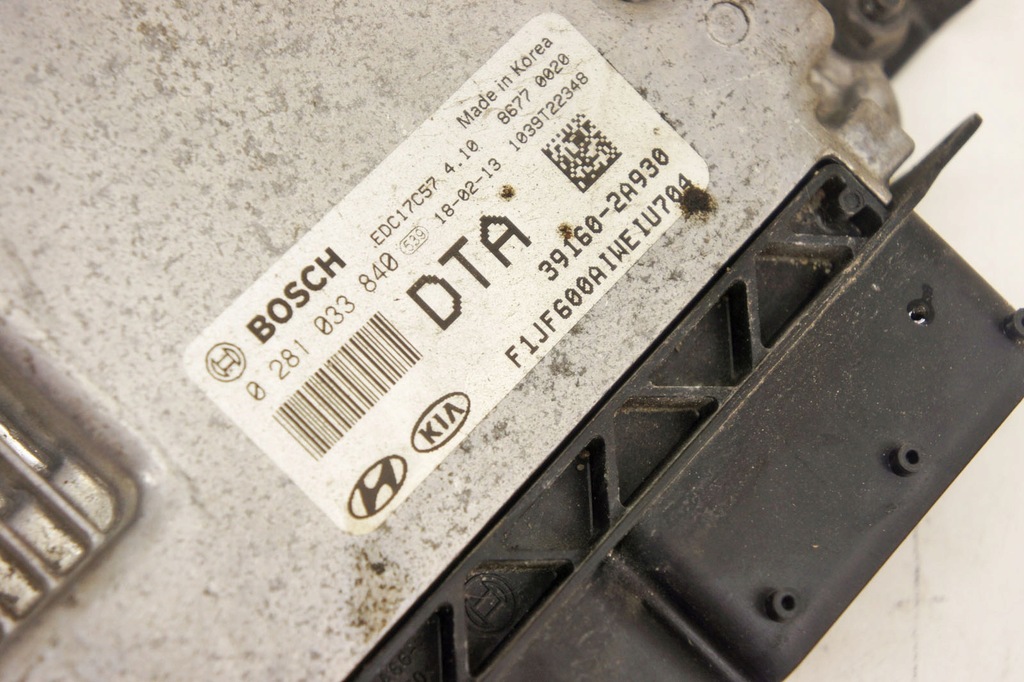 BOSCH
EDC17C57 4.10
Made in Korea
0 281 033 840
539
18-02-13
8677 0020
1039T22348
DTA
39160-2A930
F1JF600AIWEIU704
KIA